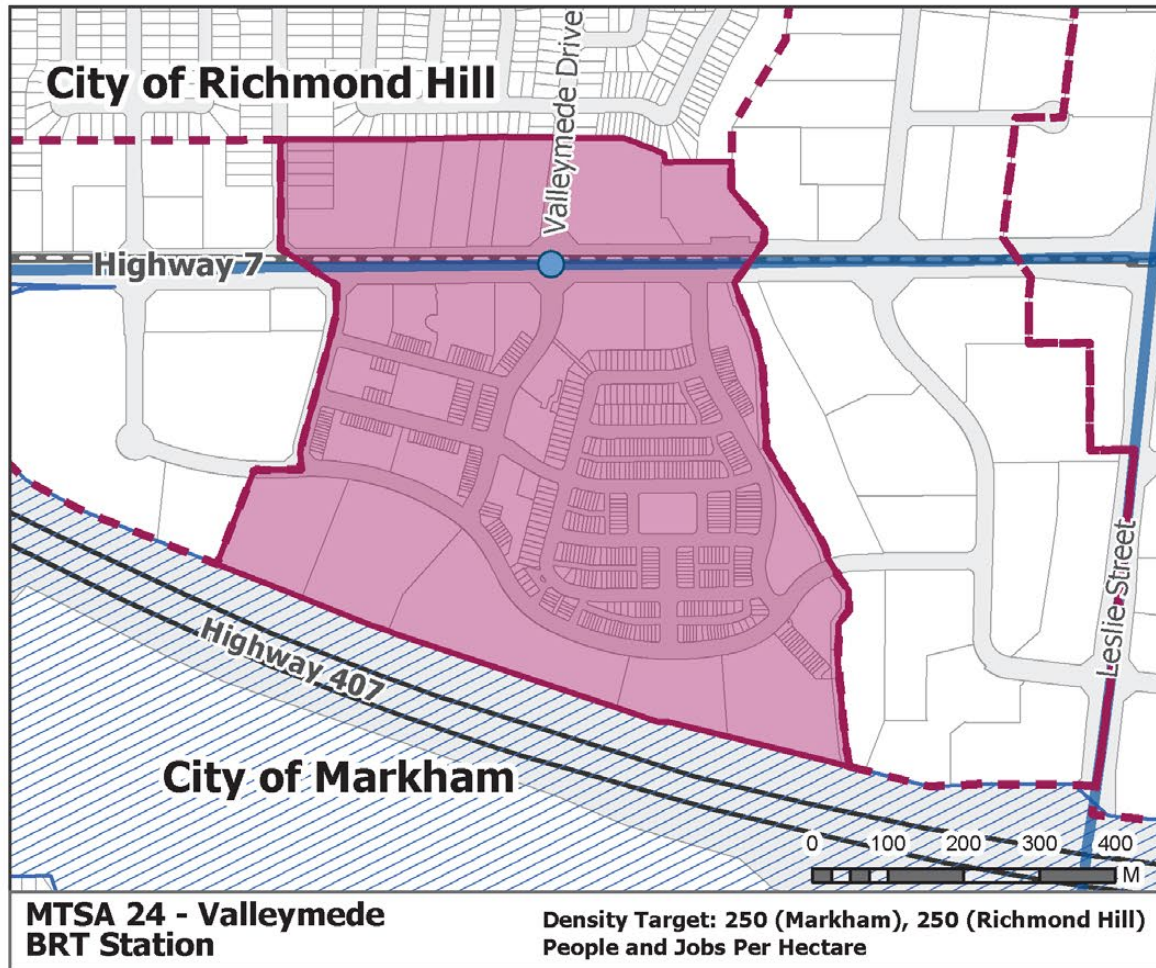 City of Richmond Hill
Valleymede Drive
Highway 7
Leslie Street
Highway 407
City of Markham
0 100 200 300 400
M
MTSA 24 - Valleymede
BRT Station
Density Target: 250 (Markham), 250 (Richmond Hill)
People and Jobs Per Hectare